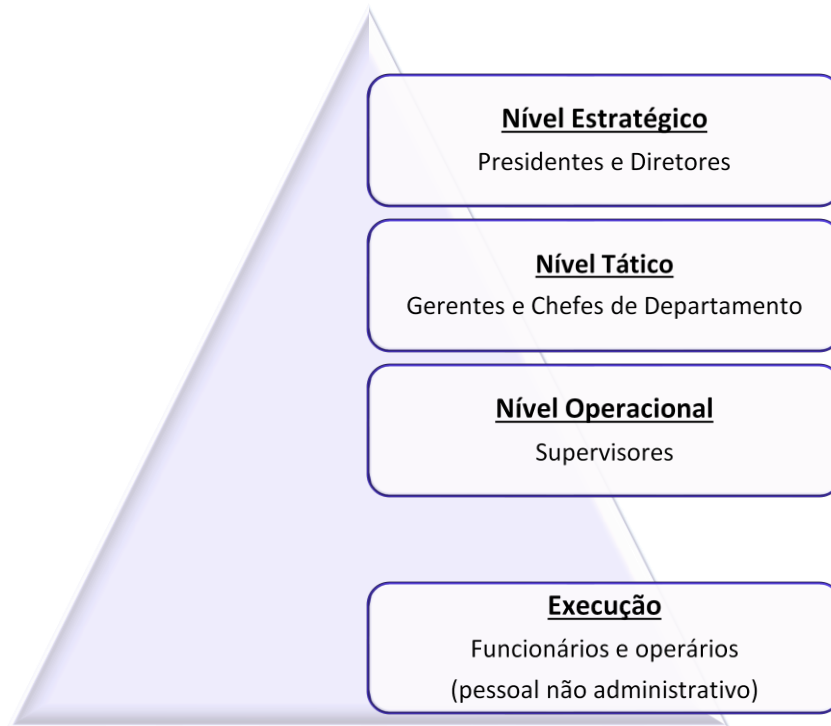 Nível Estratégico
Presidentes e Diretores
Nível Tático
Gerentes e Chefes de Departamento
Nível Operacional
Supervisores
Execução
Funcionários e operários
(pessoal não administrativo)